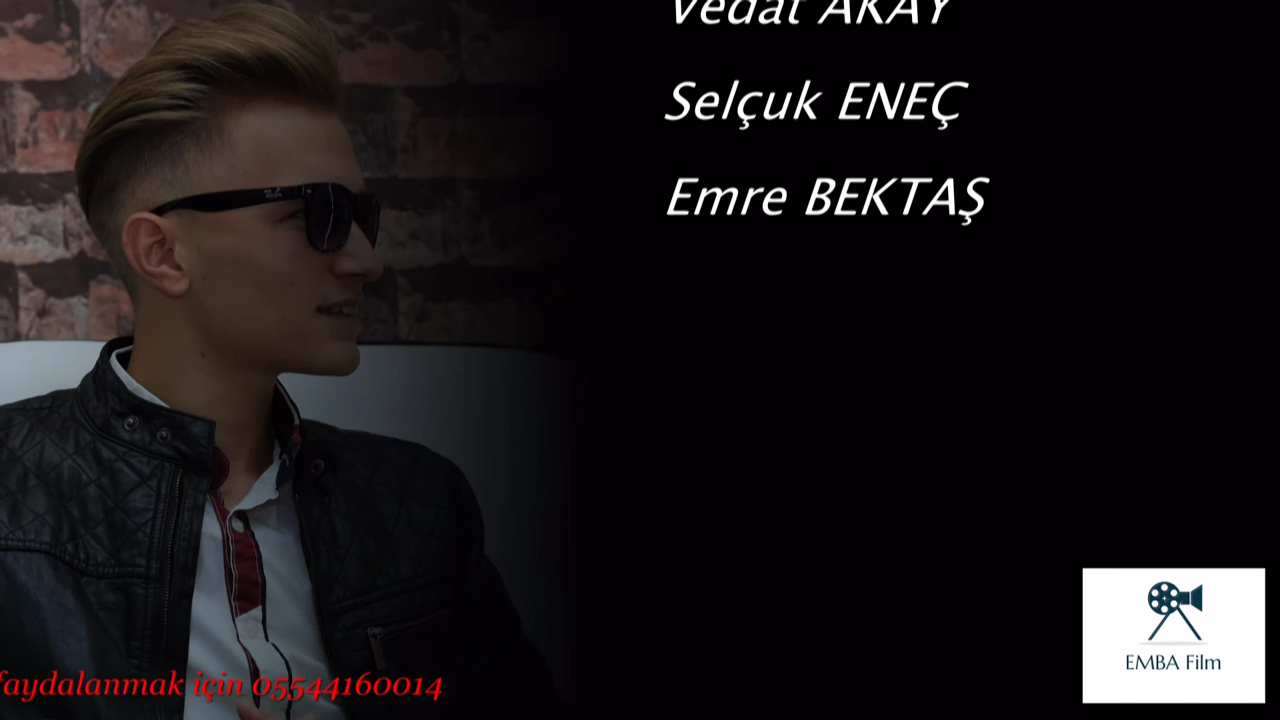 Vedat AKAY
Selçuk ENEÇ
Emre BEKTAŞ
EMBA Film
faydalanmak için 05544160014